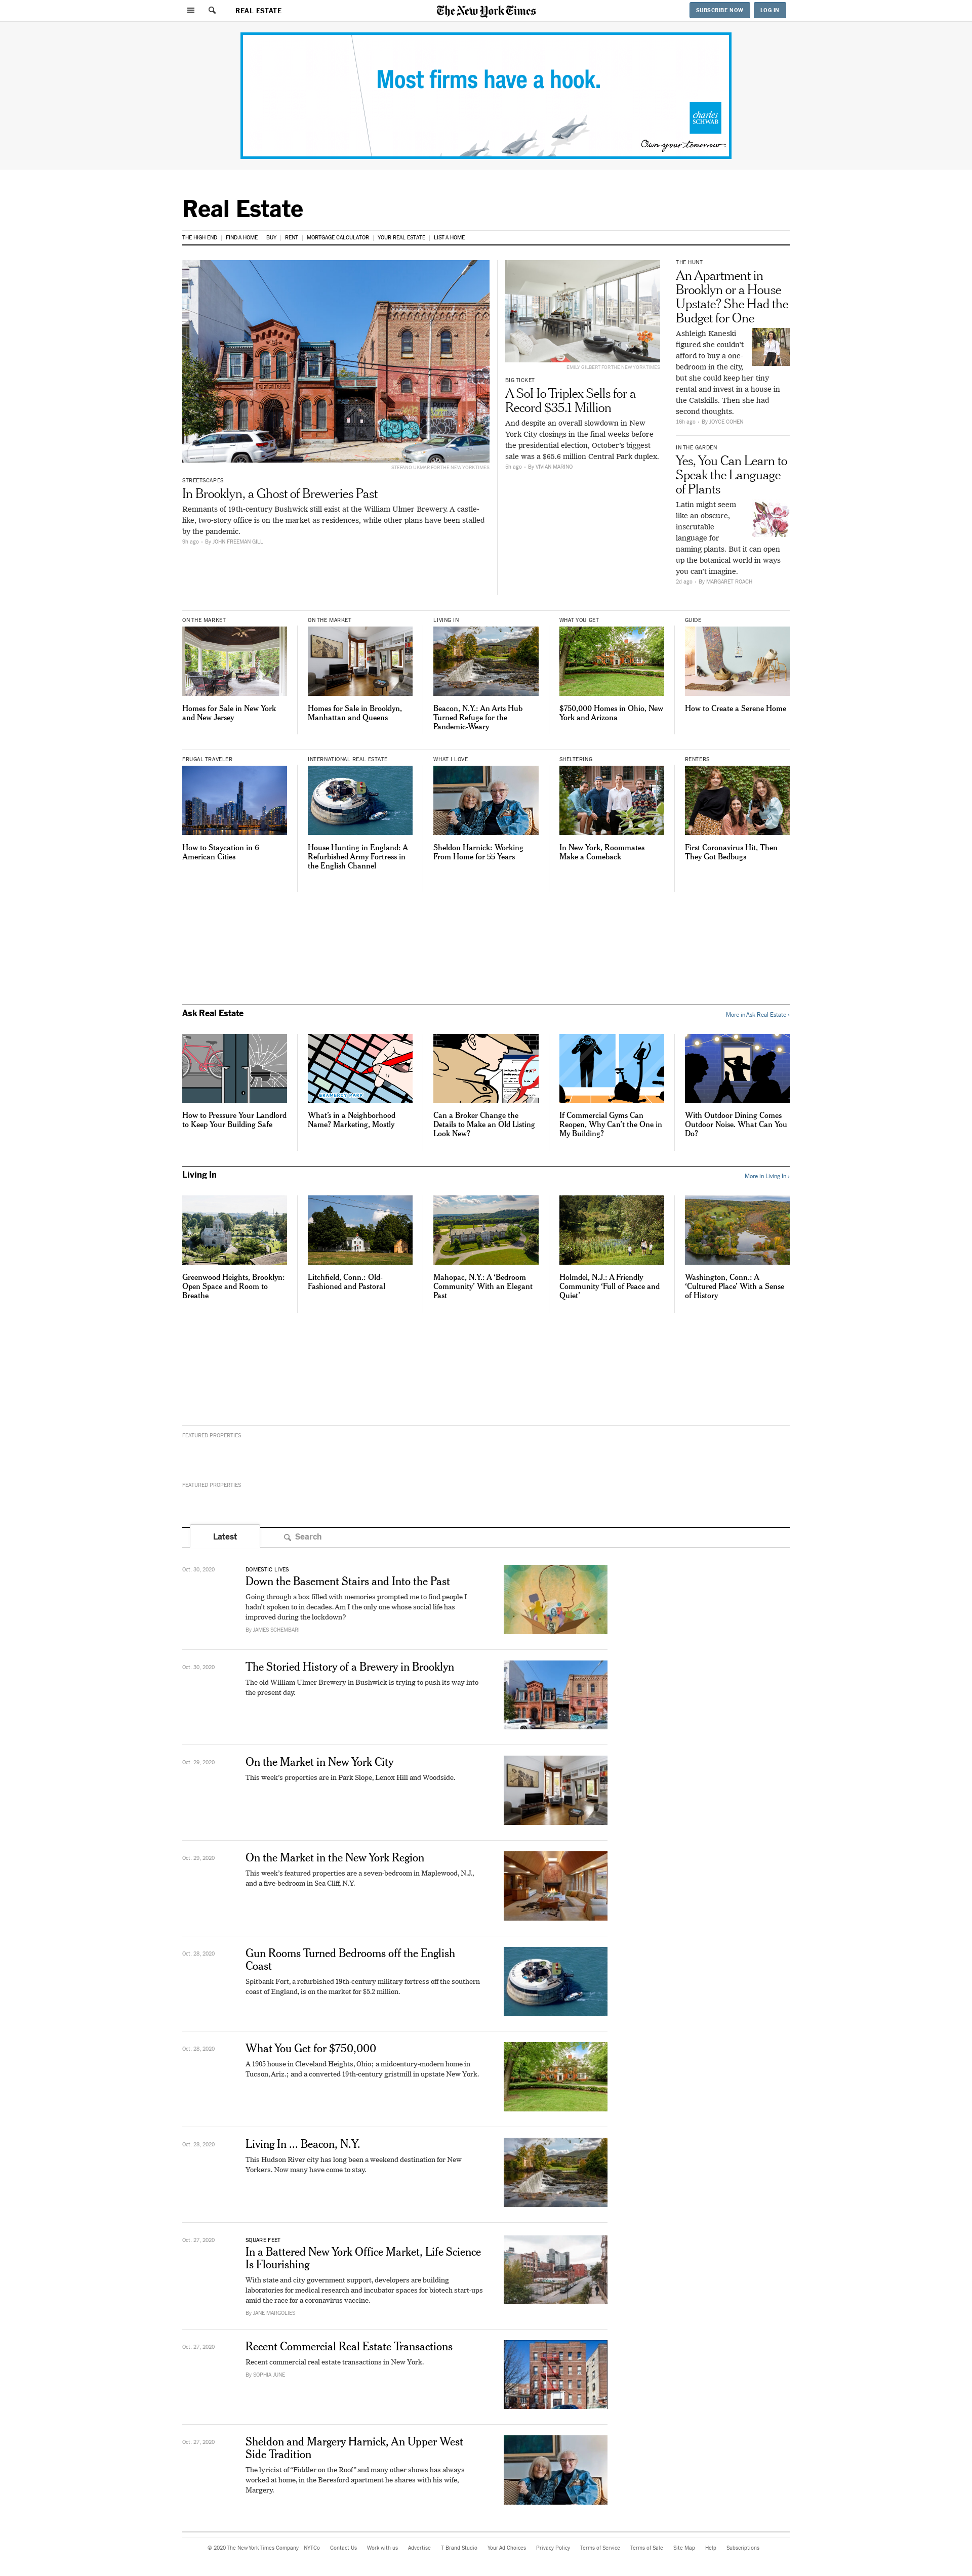 REAL ESTATE
The New York Times
SUBSCRIBE NOW
LOG IN
Most firms have a hook.
charles
SCHWAB
Own your tomorrow
Real Estate
THE HIGH END
FIND A HOME
BUY
RENT
MORTGAGE CALCULATOR
YOUR REAL ESTATE
LIST A HOME
OFFICE
STEFANO UKMAR FOR THE NEW YORK TIMES
STREETSCAPES
In Brooklyn, a Ghost of Breweries Past
Remnants of 19th-century Bushwick still exist at the William Ulmer Brewery. A castle-
like, two-story office is on the market as residences, while other plans have been stalled
by the pandemic.
9h ago
By JOHN FREEMAN GILL
EMILY GILBERT FOR THE NEW YORK TIMES
BIG TICKET
A SoHo Triplex Sells for a
Record $35.1 Million
And despite an overall slowdown in New
York City closings in the final weeks before
the presidential election, October's biggest
sale was a $65.6 million Central Park duplex.
5h ago
By VIVIAN MARINO
THE HUNT
An Apartment in
Brooklyn or a House
Upstate? She Had the
Budget for One
Ashleigh Kaneski
figured she couldn't
afford to buy a one-
bedroom in the city,
but she could keep her tiny
rental and invest in a house in
the Catskills. Then she had
second thoughts.
16h ago
By JOYCE COHEN
IN THE GARDEN
Yes, You Can Learn to
Speak the Language
of Plants
Latin might seem
like an obscure,
inscrutable
language for
naming plants. But it can open
up the botanical world in ways
you can't imagine.
2d ago
By MARGARET ROACH
ON THE MARKET
Homes for Sale in New York
and New Jersey
ON THE MARKET
Homes for Sale in Brooklyn,
Manhattan and Queens
LIVING IN
Beacon, N.Y.: An Arts Hub
Turned Refuge for the
Pandemic-Weary
WHAT YOU GET
$750,000 Homes in Ohio, New
York and Arizona
GUIDE
How to Create a Serene Home
FRUGAL TRAVELER
How to Staycation in 6
American Cities
INTERNATIONAL REAL ESTATE
House Hunting in England: A
Refurbished Army Fortress in
the English Channel
WHAT I LOVE
Sheldon Harnick: Working
From Home for 55 Years
SHELTERING
In New York, Roommates
Make a Comeback
RENTERS
First Coronavirus Hit, Then
They Got Bedbugs
Ask Real Estate
More in Ask Real Estate ›
How to Pressure Your Landlord
to Keep Your Building Safe
GRAMERCY PARK
What's in a Neighborhood
Name? Marketing, Mostly
Can a Broker Change the
Details to Make an Old Listing
Look New?
If Commercial Gyms Can
Reopen, Why Can't the One in
My Building?
With Outdoor Dining Comes
Outdoor Noise. What Can You
Do?
Living In
More in Living In ›
Greenwood Heights, Brooklyn:
Open Space and Room to
Breathe
Litchfield, Conn.: Old-
Fashioned and Pastoral
Mahopac, N.Y.: A 'Bedroom
Community' With an Elegant
Past
Holmdel, N.J.: A Friendly
Community 'Full of Peace and
Quiet'
Washington, Conn.: A
'Cultured Place' With a Sense
of History
FEATURED PROPERTIES
FEATURED PROPERTIES
Latest
Search
Oct. 30, 2020
DOMESTIC LIVES
Down the Basement Stairs and Into the Past
Going through a box filled with memories prompted me to find people I
hadn't spoken to in decades. Am I the only one whose social life has
improved during the lockdown?
By JAMES SCHEMBARI
Oct. 30, 2020
The Storied History of a Brewery in Brooklyn
The old William Ulmer Brewery in Bushwick is trying to push its way into
the present day.
Oct. 29, 2020
On the Market in New York City
This week's properties are in Park Slope, Lenox Hill and Woodside.
Oct. 29, 2020
On the Market in the New York Region
This week's featured properties are a seven-bedroom in Maplewood, N.J.,
and a five-bedroom in Sea Cliff, N.Y.
Oct. 28, 2020
Gun Rooms Turned Bedrooms off the English
Coast
Spitbank Fort, a refurbished 19th-century military fortress off the southern
coast of England, is on the market for $5.2 million.
Oct. 28, 2020
What You Get for $750,000
A 1905 house in Cleveland Heights, Ohio; a midcentury-modern home in
Tucson, Ariz.; and a converted 19th-century gristmill in upstate New York.
Oct. 28, 2020
Living In ... Beacon, N.Y.
This Hudson River city has long been a weekend destination for New
Yorkers. Now many have come to stay.
Oct. 27, 2020
SQUARE FEET
In a Battered New York Office Market, Life Science
Is Flourishing
With state and city government support, developers are building
laboratories for medical research and incubator spaces for biotech start-ups
amid the race for a coronavirus vaccine.
By JANE MARGOLIES
Oct. 27, 2020
Recent Commercial Real Estate Transactions
Recent commercial real estate transactions in New York.
By SOPHIA JUNE
Oct. 27, 2020
Sheldon and Margery Harnick, An Upper West
Side Tradition
The lyricist of "Fiddler on the Roof" and many other shows has always
worked at home, in the Beresford apartment he shares with his wife,
Margery.
© 2020 The New York Times Company
NYTCo
Contact Us
Work with us
Advertise
T Brand Studio
Your Ad Choices
Privacy Policy
Terms of Service
Terms of Sale
Site Map
Help
Subscriptions